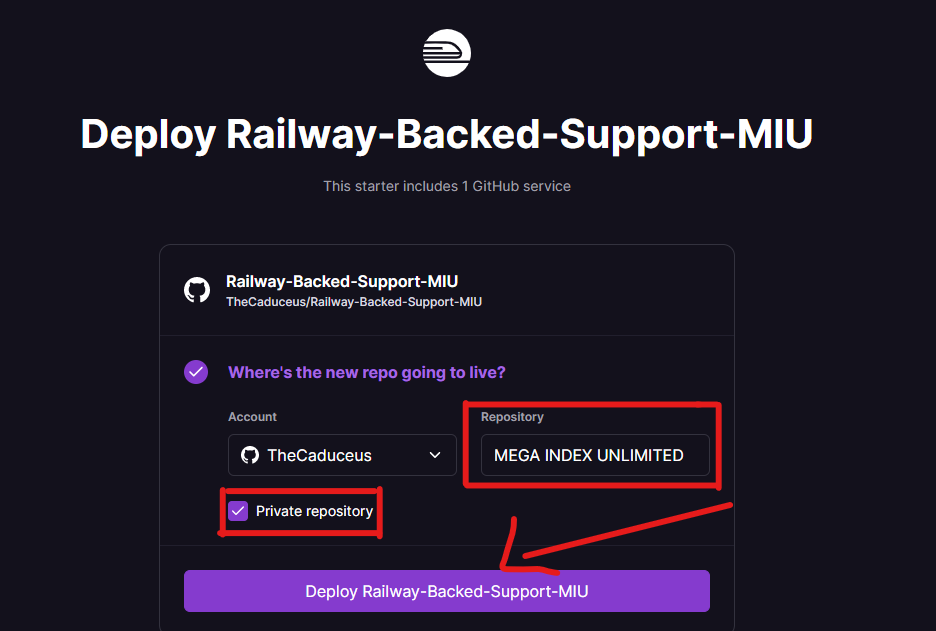 Deploy Railway-Backed-Support-MIU
This starter includes 1 GitHub service
Railway-Backed-Support-MIU
TheCaduceus/Railway-Backed-Support-MIU
Where's the new repo going to live?
Account
Repository
TheCaduceus
MEGA INDEX UNLIMITED
Private repository
Deploy Railway-Backed-Support-MIU